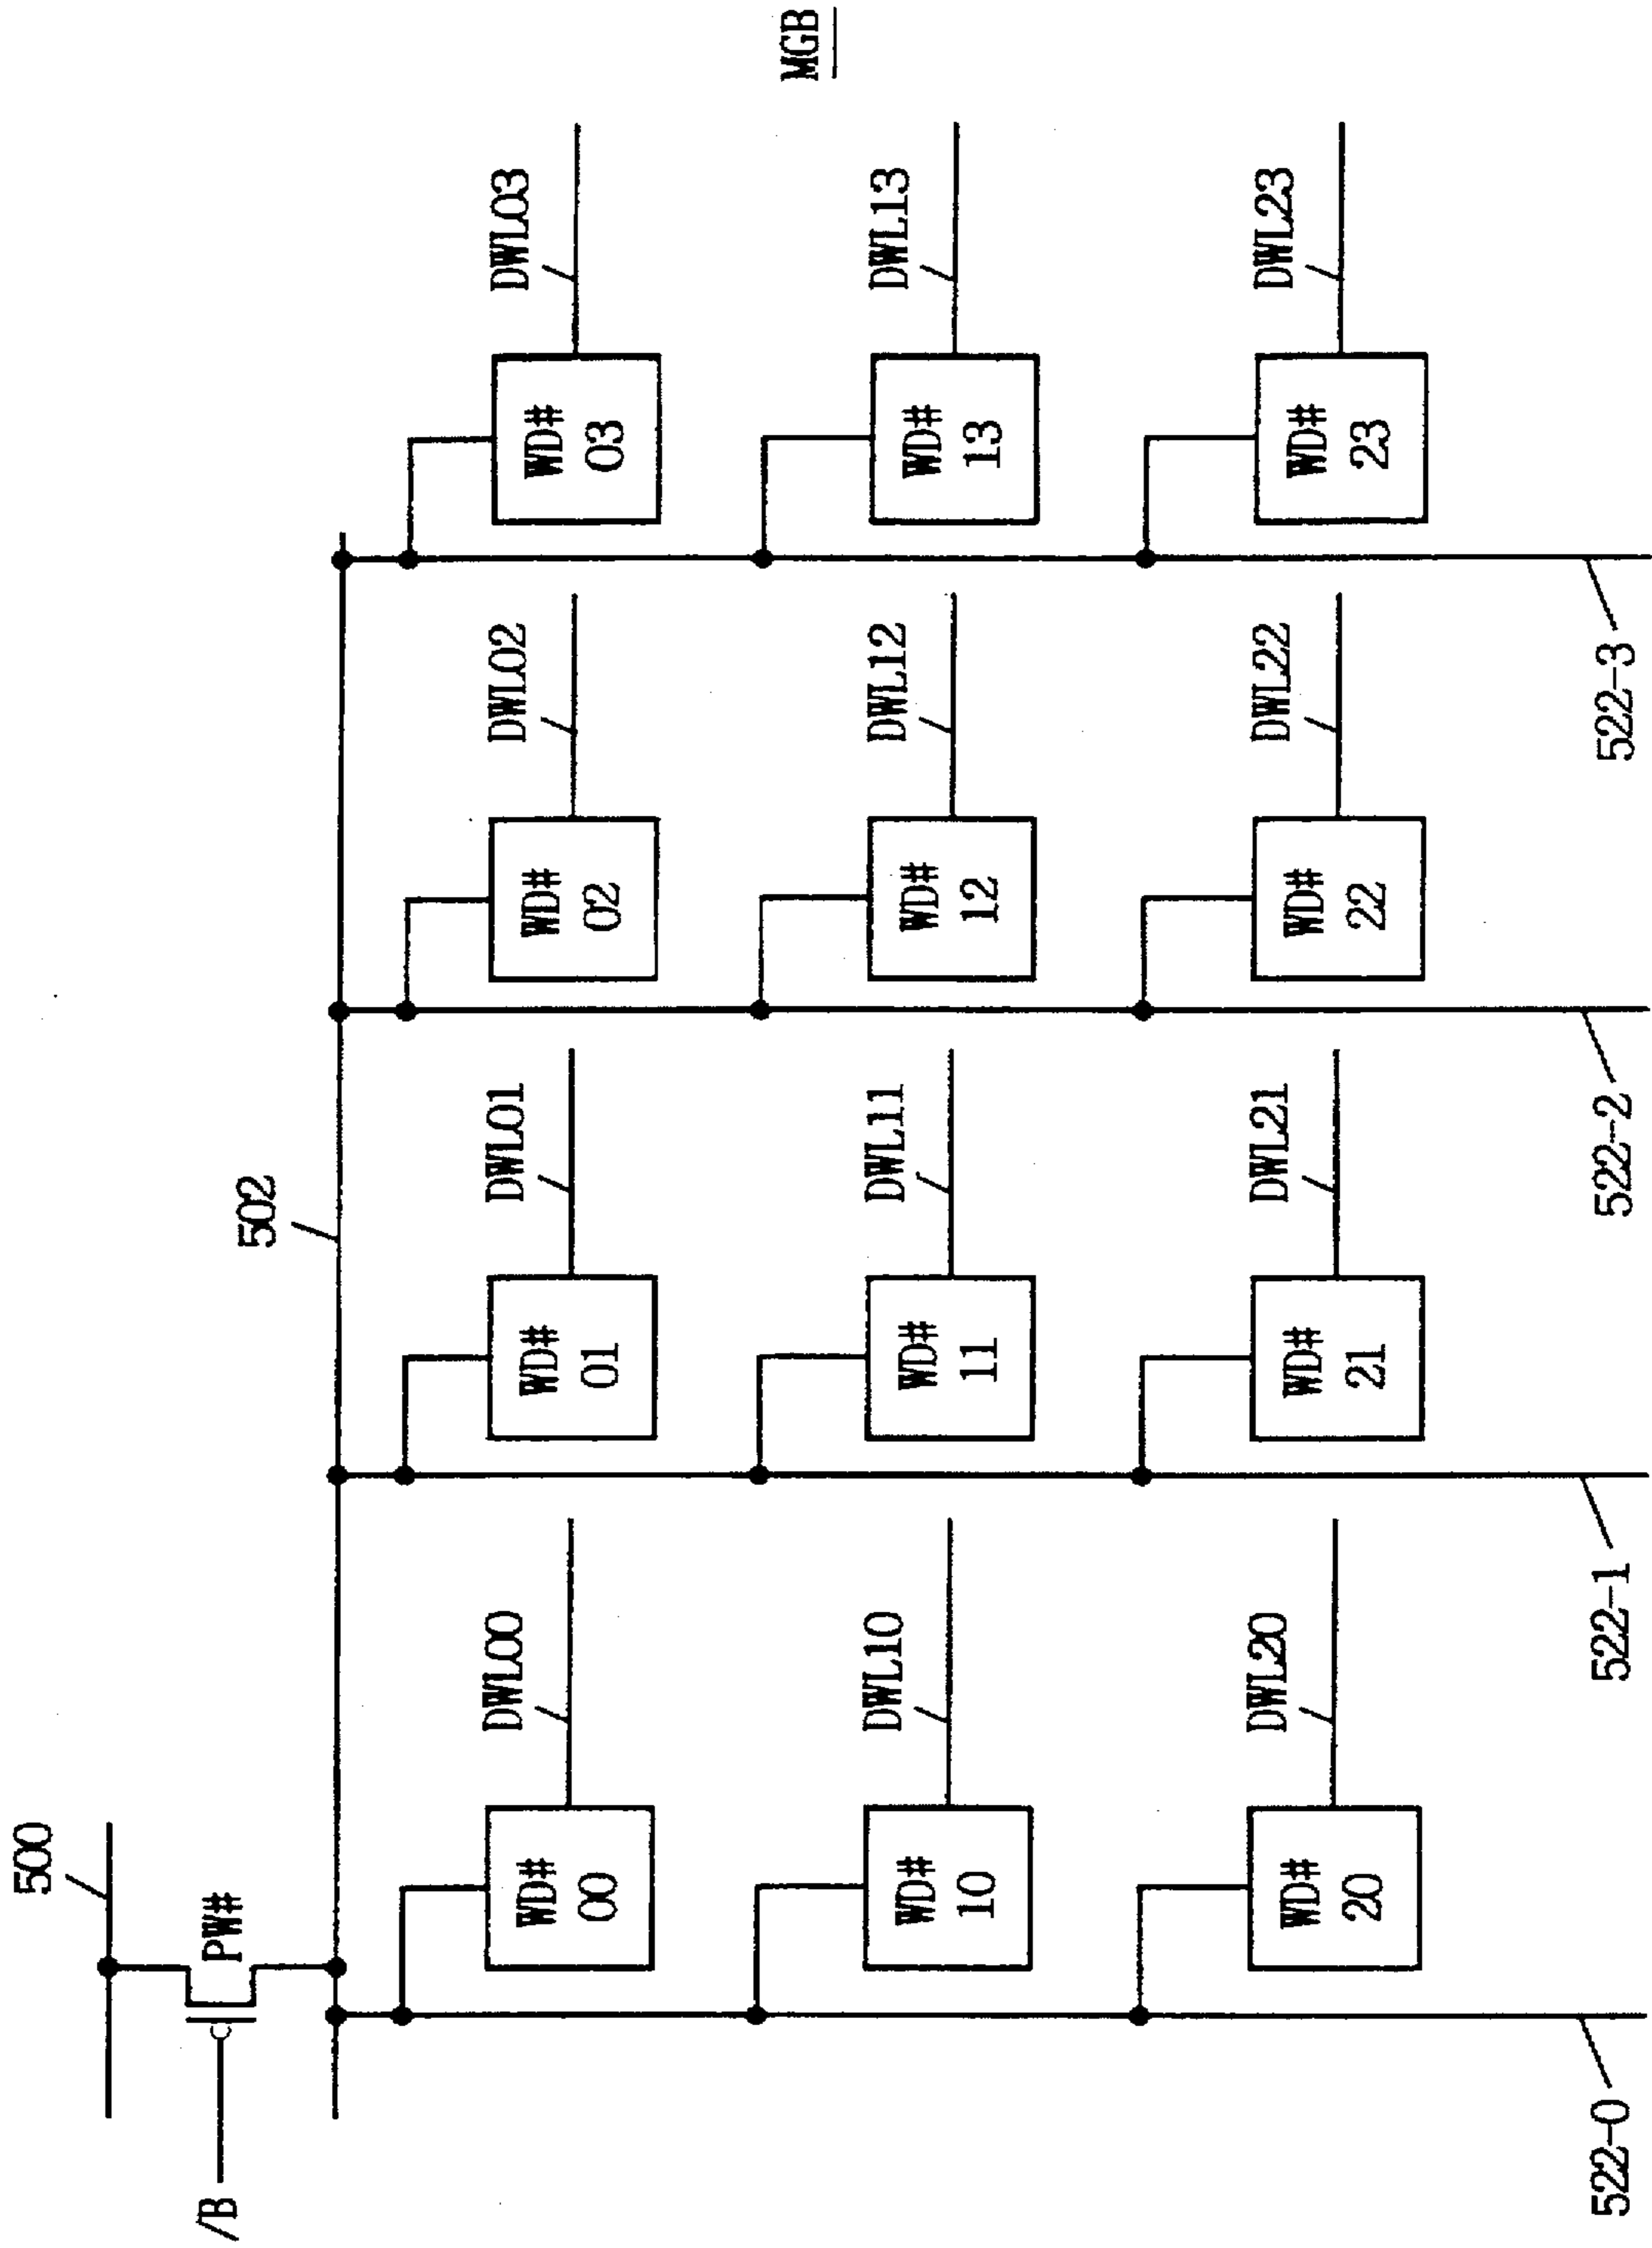 MGB
500
PW#
/B
502
DWL00
DWL01
DWL02
DWL03
WD#
00
WD#
01
WD#
02
WD#
03
DWL10
DWL11
DWL12
DWL13
WD#
10
WD#
11
WD#
12
WD#
13
DWL20
DWL21
DWL22
DWL23
WD#
20
WD#
21
WD#
22
WD#
23
522-0
522-1
522-2
522-3